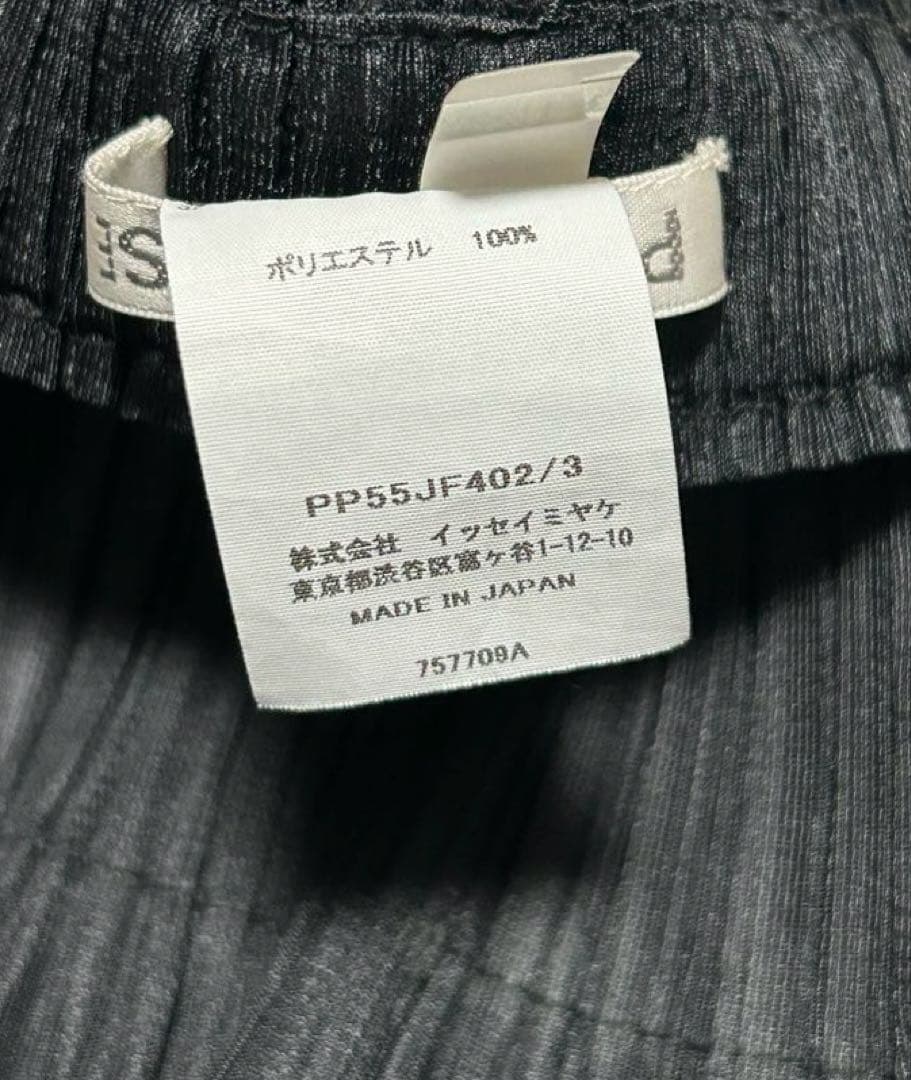 ポリエステル 100%
PP55JF402/3
株式会社 イッセイミヤケ
東京都渋谷区富ヶ谷1-12-10
MADE IN JAPAN
757709A